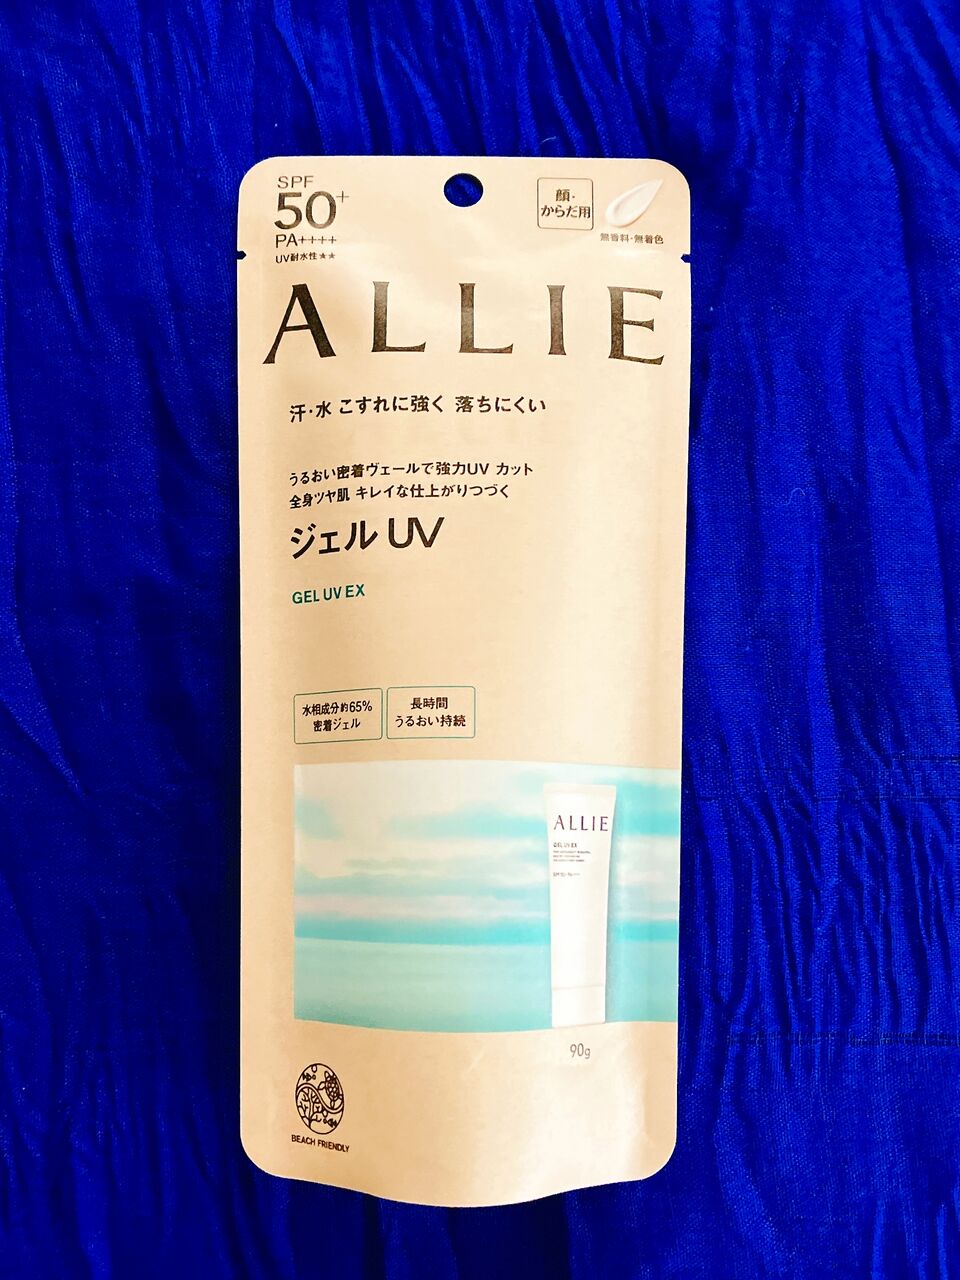 SPF
50+
PA++++
UV耐水性★★
顔・
からだ用
無香料・無着色
ALLIE
汗・水 こすれに強く 落ちにくい
うるおい密着ヴェールで強力UV カット
全身ツヤ肌 キレイな仕上がりつづく
ジェル UV
GEL UV EX
水相成分約65%
密着ジェル
長時間
うるおい持続
ALLIE
GEL UV EX
90g
BEACH FRIENDLY